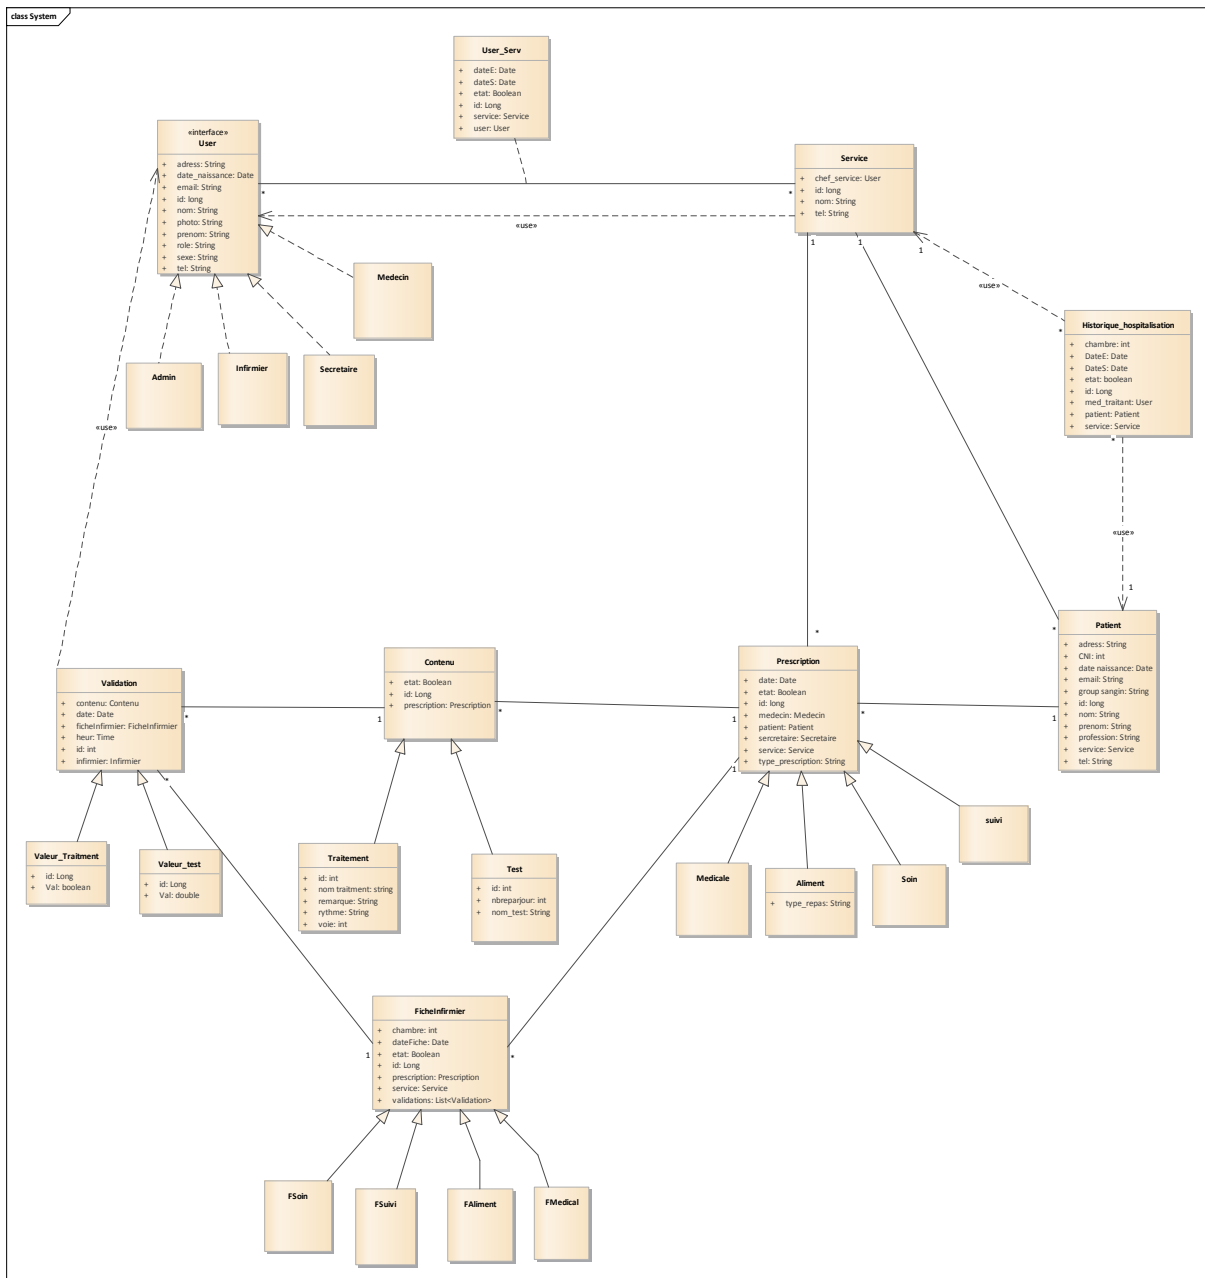 class System
User_Serv
+ dateE: Date
+ dateS: Date
+ etat: Boolean
+ id: Long
+ service: Service
+ user: User
«interface»
User
+ adress: String
+ date_naissance: Date
+ email: String
+ id: long
+ nom: String
+ photo: String
+ prenom: String
+ role: String
+ sexe: String
+ tel: String
Service
+ chef_service: User
+ id: long
+ nom: String
+ tel: String
*
*
«use»
1
1
1
«use»
*
Medecin
Admin
Infirmier
Secretaire
Historique_hospitalisation
+ chambre: int
+ DateE: Date
+ DateS: Date
+ etat: boolean
+ id: Long
+ med_traitant: User
+ patient: Patient
+ service: Service
*
«use»
«use»
1
*
*
Patient
+ adress: String
+ CNI: int
+ date naissance: Date
+ email: String
+ group sangin: String
+ id: long
+ nom: String
+ prenom: String
+ profession: String
+ service: Service
+ tel: String
Prescription
+ date: Date
+ etat: Boolean
+ id: long
+ medecin: Medecin
+ patient: Patient
+ sercretaire: Secretaire
+ service: Service
+ type_prescription: String
Contenu
+ etat: Boolean
+ id: Long
+ prescription: Prescription
Validation
+ contenu: Contenu
+ date: Date
+ ficheInfirmier: FicheInfirmier
+ heur: Time
+ id: int
+ infirmier: Infirmier
*
1
*
1
*
1
*
1
Valeur_Traitment
+ id: Long
+ Val: boolean
Valeur_test
+ id: Long
+ Val: double
Traitement
+ id: int
+ nom traitment: string
+ remarque: String
+ rythme: String
+ voie: int
Test
+ id: int
+ nbreparjour: int
+ nom_test: String
Medicale
Aliment
+ type_repas: String
Soin
suivi
FicheInfirmier
+ chambre: int
+ dateFiche: Date
+ etat: Boolean
+ id: Long
+ prescription: Prescription
+ service: Service
+ validations: List<Validation>
1
*
FSoin
FSuivi
FAliment
FMedical